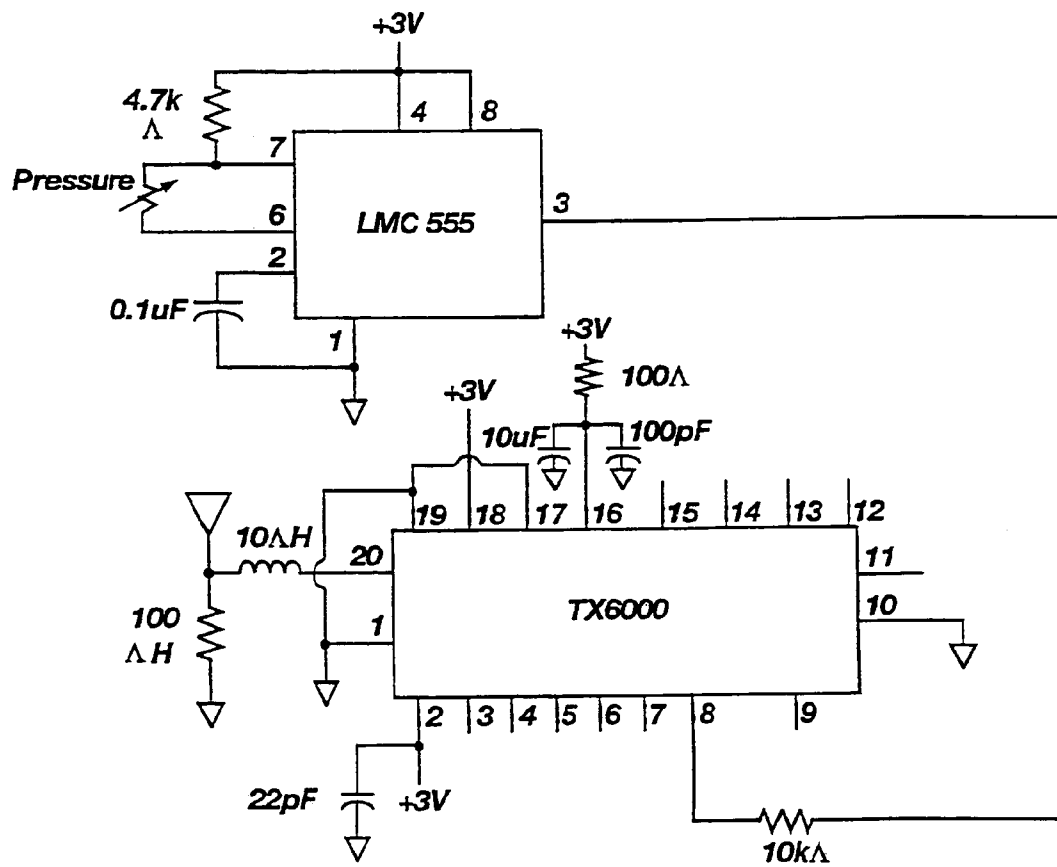 +3V
4.7k
Λ
4
8
7
Pressure
6
LMC 555
3
2
0.1uF
1
+3V
100Λ
+3V
10uF
100pF
19
18
17
16
15
14
13
12
10ΛH
20
11
TX6000
10
100
ΛH
1
2
3
4
5
6
7
8
9
22pF
+3V
10kΛ